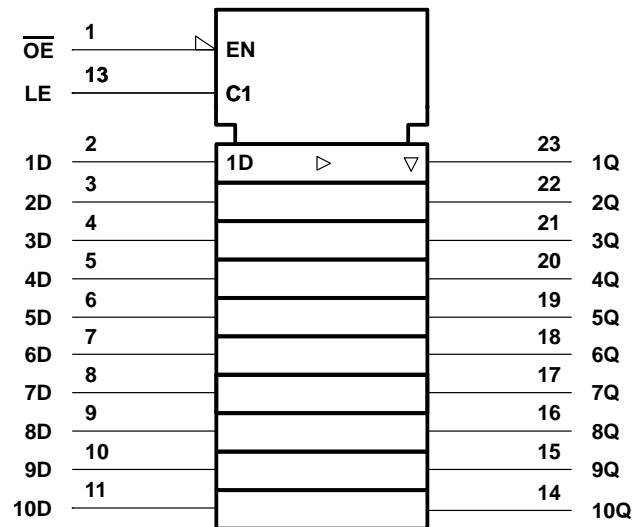 1
OE EN
13
LE C1
2 23
1D 1D 1Q
3 22
2D 2Q
4 21
3D 3Q
5 20
4D 4Q
6 19
5D 5Q
7 18
6D 6Q
8 17
7D 7Q
9 16
8D 8Q
10 15
9D 9Q
11 14
10D 10Q